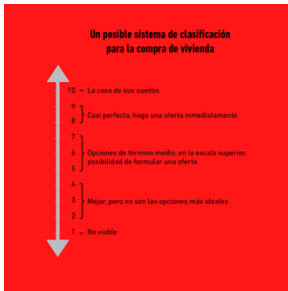 Un posible sistema de clasificación
para la compra de vivienda
10 – La casa de sus sueños
9
Casi perfecta, haga una oferta inmediatamente
8
7
6 Opciones de término medio, en la escala superior,
posibilidad de formular una oferta
5
4
3 Mejor, pero no son las opciones más ideales
2
1 – No viable